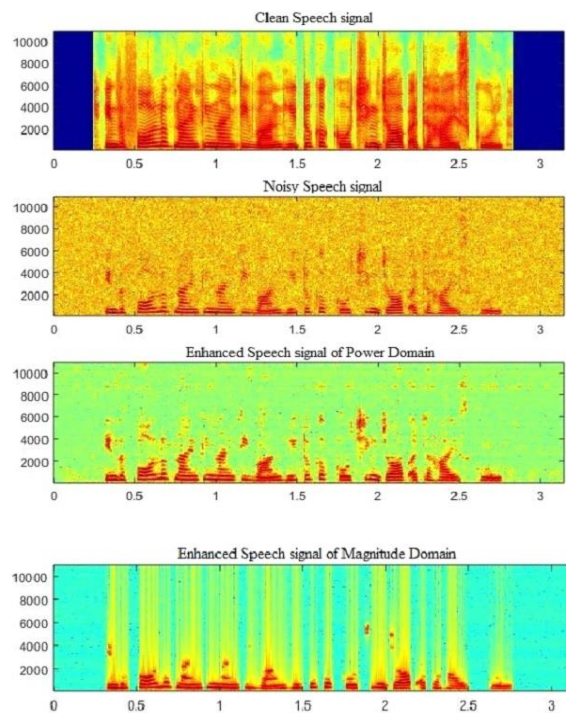 Clean Speech signal
10000
8000
6000
4000
2000
0 0.5 1 1.5 2 2.5 3
Noisy Speech signal
10000
8000
6000
4000
2000
0 0.5 1 1.5 2 2.5 3
Enhanced Speech signal of Power Domain
10000
8000
6000
4000
2000
0 0.5 1 1.5 2 2.5 3
Enhanced Speech signal of Magnitude Domain
10000
8000
6000
4000
2000
0 0.5 1 1.5 2 2.5 3